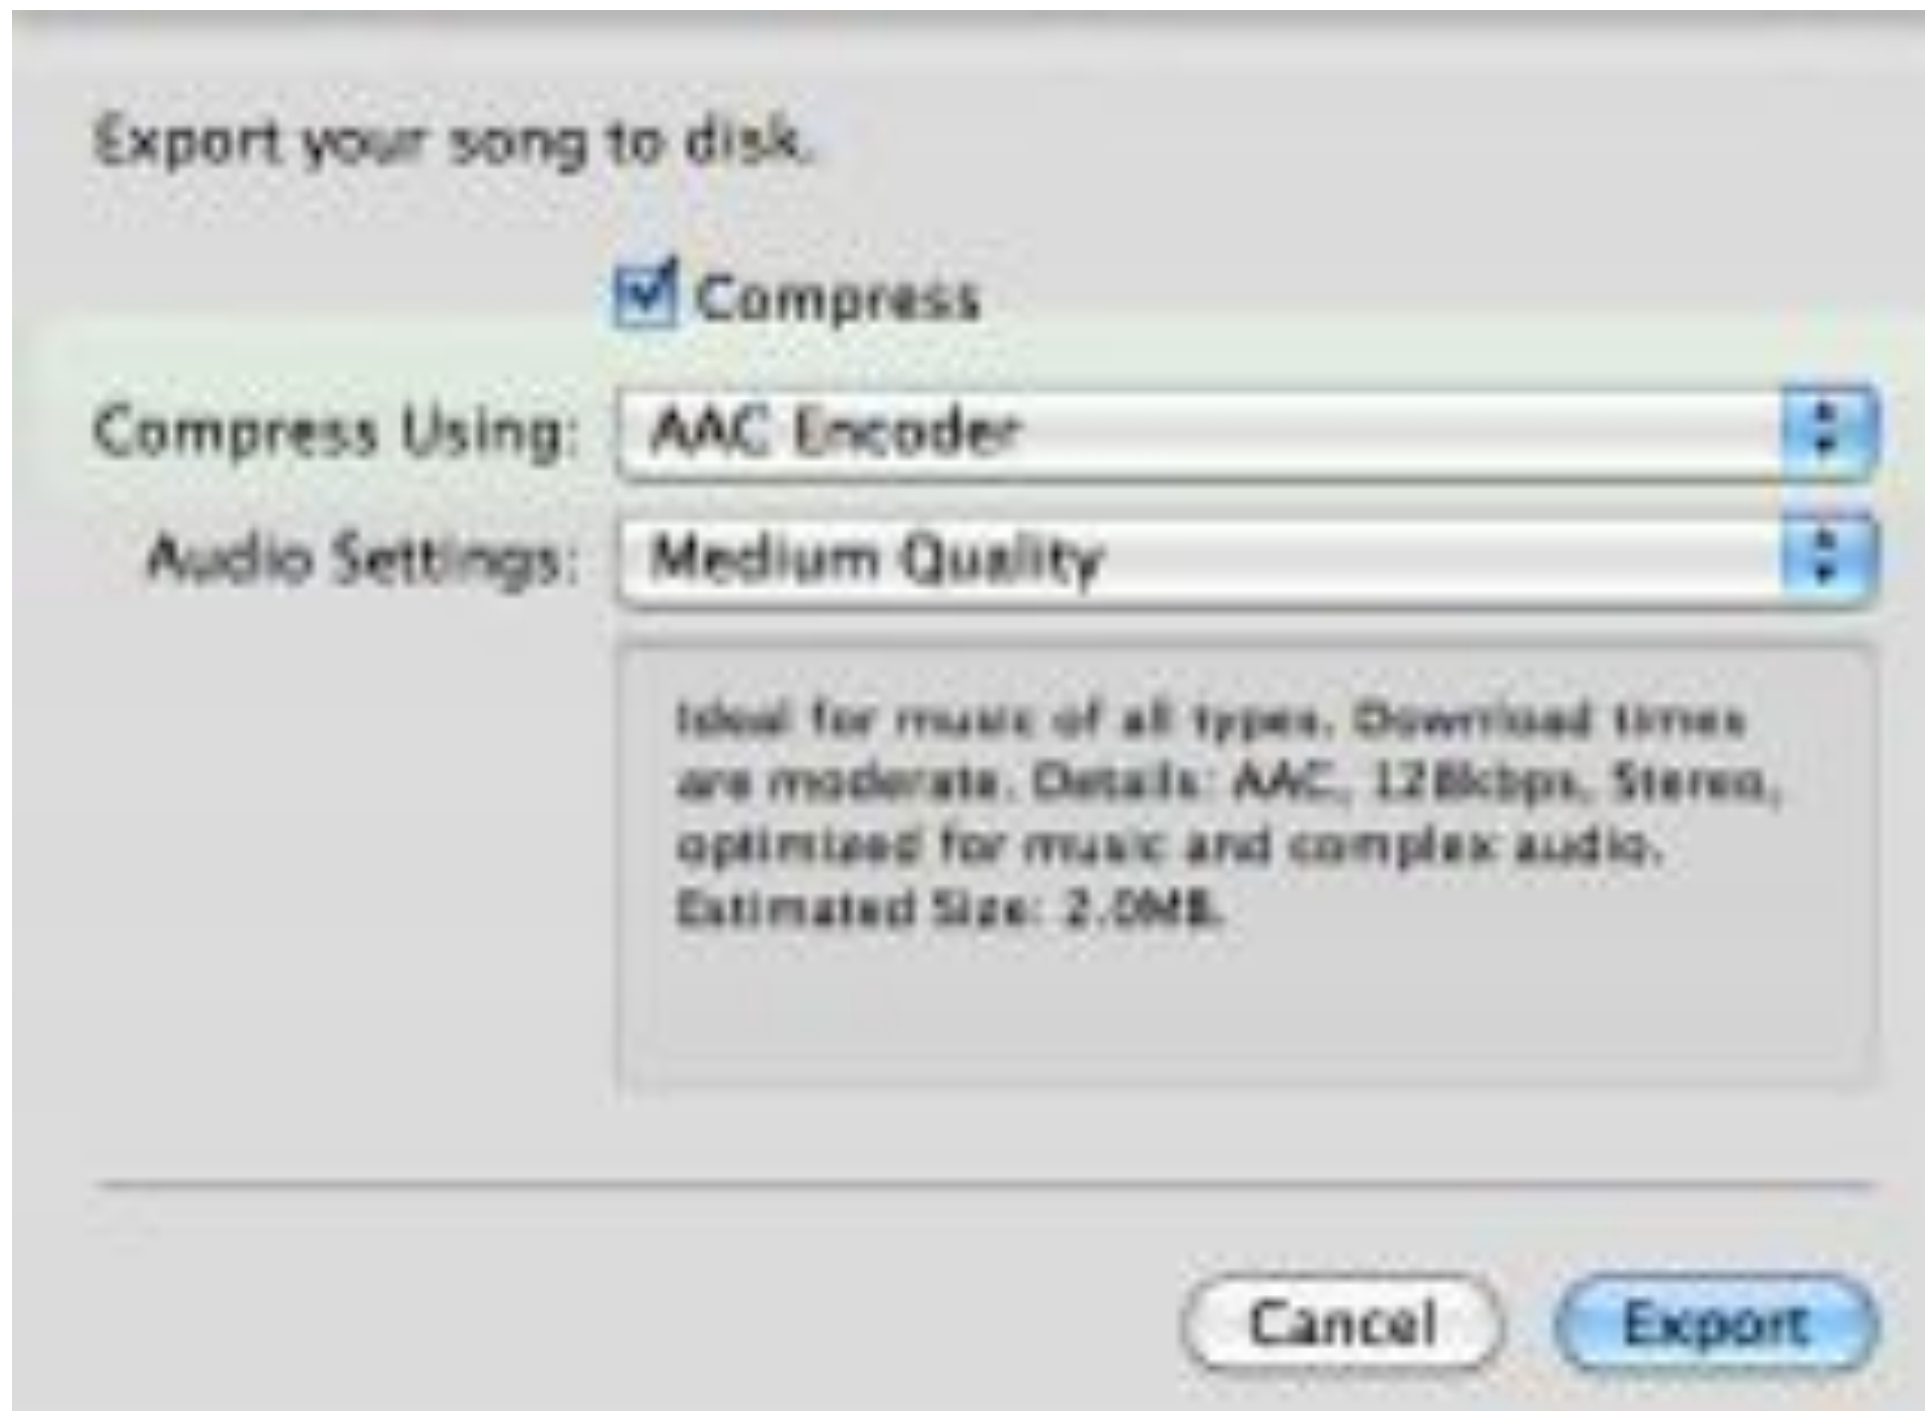 Export your song to disk.
Compress
Compress Using: AAC Encoder
Audio Settings: Medium Quality
Ideal for music of all types. Download times
are moderate. Details: AAC, 128kbps, Stereo,
optimized for music and complex audio.
Estimated Size: 2.0MB.
Cancel Export